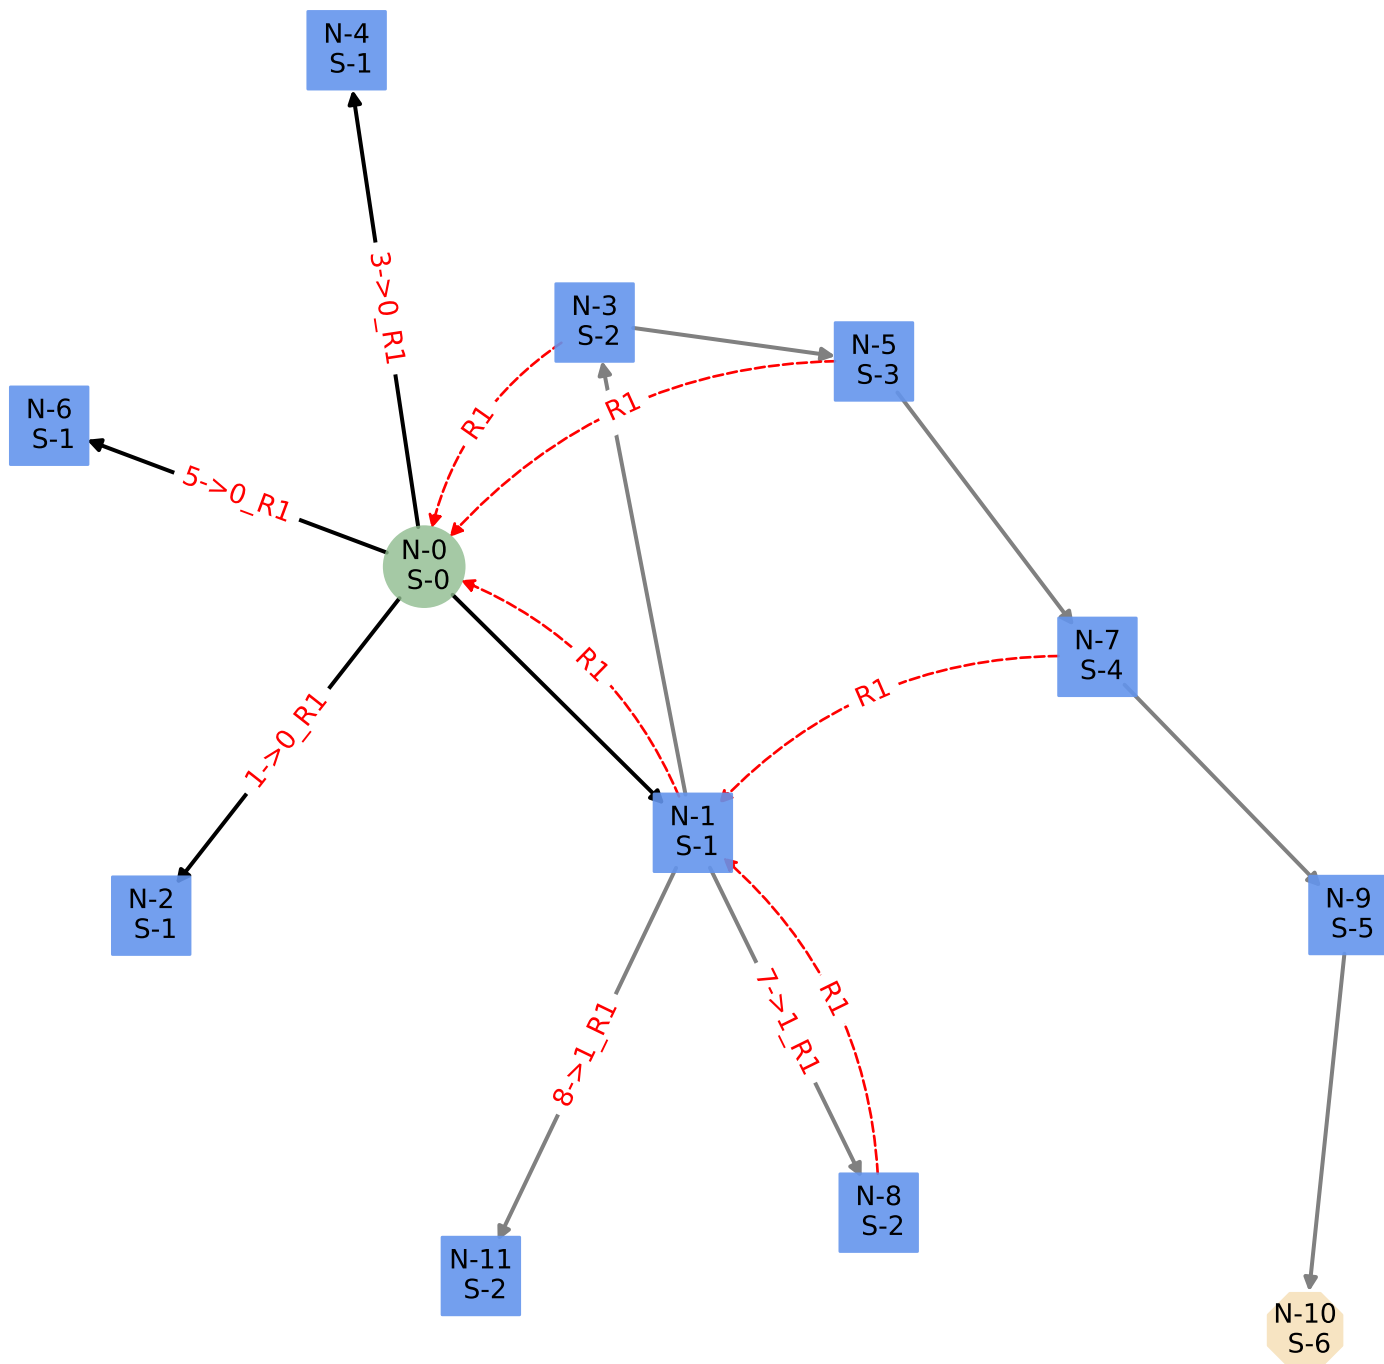 N-4
S-1
3->0_R1
N-3
S-2
N-5
S-3
R1
R1
N-6
S-1
5->0_R1
N-0
S-0
R1
N-7
S-4
R1
1->0_R1
N-1
S-1
N-2
S-1
N-9
S-5
7->1_R1
R1
8->1_R1
N-8
S-2
N-11
S-2
N-10
S-6